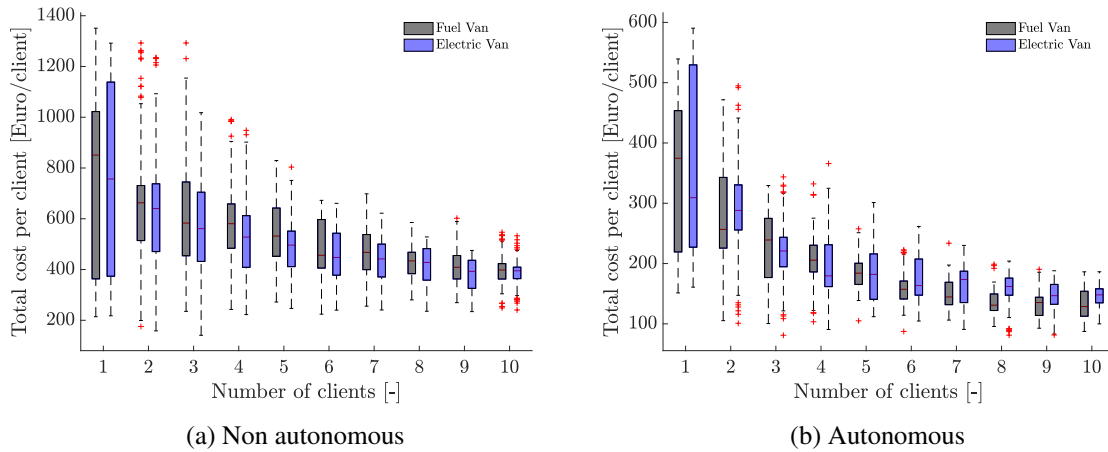 Total cost per client [Euro/client]
1400
1200
1000
800
600
400
200
Fuel Van
Electric Van
1 2 3 4 5 6 7 8 9 10
Number of clients [-]
(a) Non autonomous
Total cost per client [Euro/client]
600
500
400
300
200
100
Fuel Van
Electric Van
1 2 3 4 5 6 7 8 9 10
Number of clients [-]
(b) Autonomous